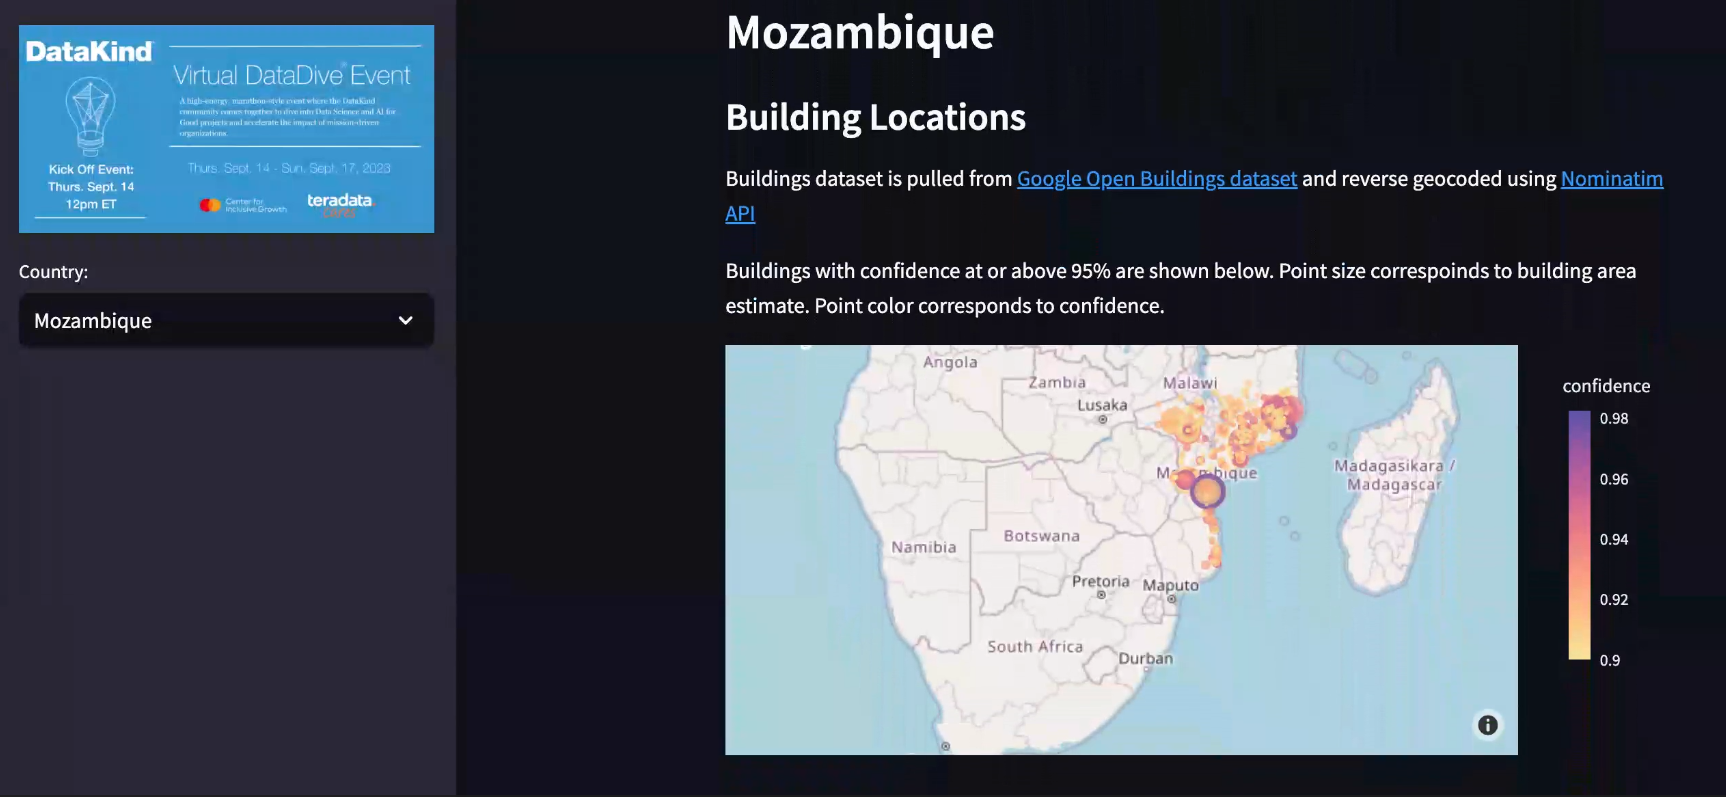 DataKind
Virtual DataDive® Event
A high-energy, marathon-style event where the DataKind
community comes together to dive into Data Science and AI for
Good projects and accelerate the impact of mission-driven
organizations.
Kick Off Event:
Thurs. Sept. 14
12pm ET
Thurs. Sept. 14 - Sun. Sept. 17, 2023
Center for
Inclusive Growth
teradata.
cares
Country:
Mozambique
Mozambique
Building Locations
Buildings dataset is pulled from Google Open Buildings dataset and reverse geocoded using Nominatim
API
Buildings with confidence at or above 95% are shown below. Point size correspoinds to building area
estimate. Point color corresponds to confidence.
Angola
Zambia
Malawi
Lusaka
Madagasikara /
Madagascar
Botswana
Namibia
Pretoria
Maputo
South Africa
Durban
confidence
0.98
0.96
0.94
0.92
0.9